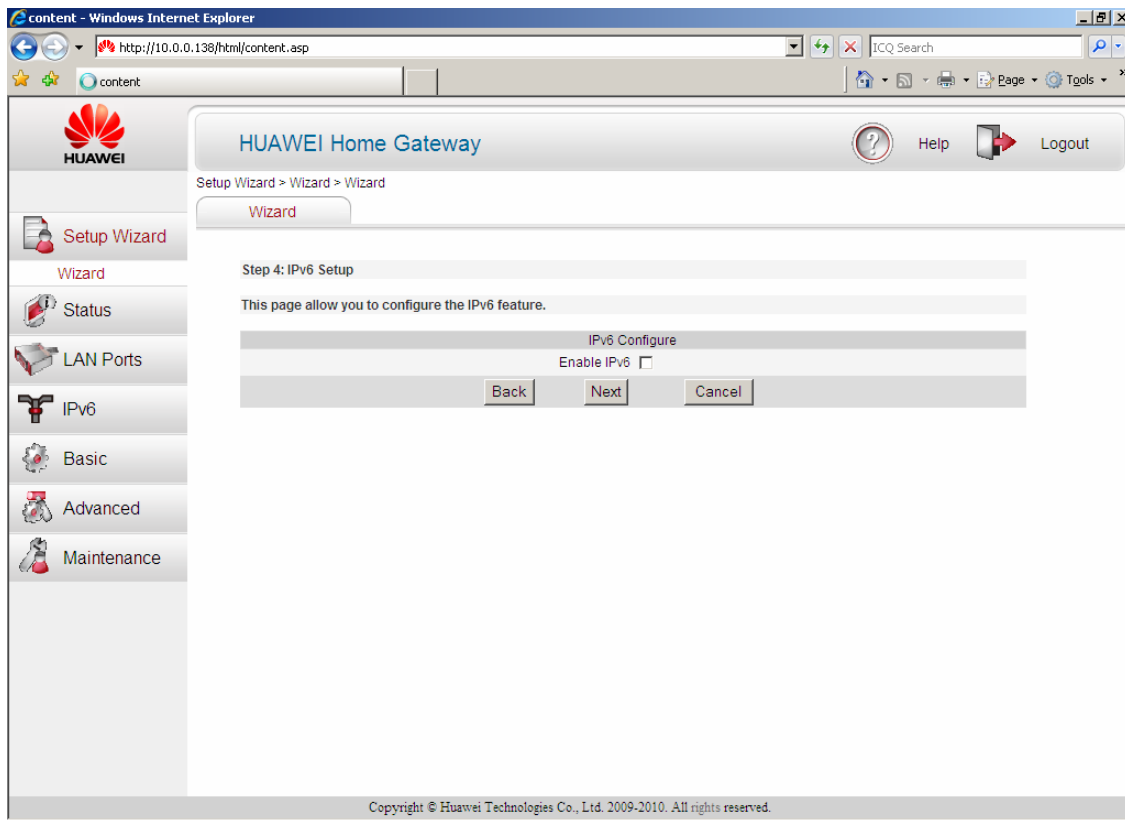 content - Windows Internet Explorer
http://10.0.0.138/html/content.asp
ICQ Search
content
Page
Tools
HUAWEI
HUAWEI Home Gateway
Help
Logout
Setup Wizard > Wizard > Wizard
Wizard
Setup Wizard
Wizard
Status
LAN Ports
IPv6
Basic
Advanced
Maintenance
Step 4: IPv6 Setup
This page allow you to configure the IPv6 feature.
IPv6 Configure
Enable IPv6
Back Next Cancel
Copyright © Huawei Technologies Co., Ltd. 2009-2010. All rights reserved.